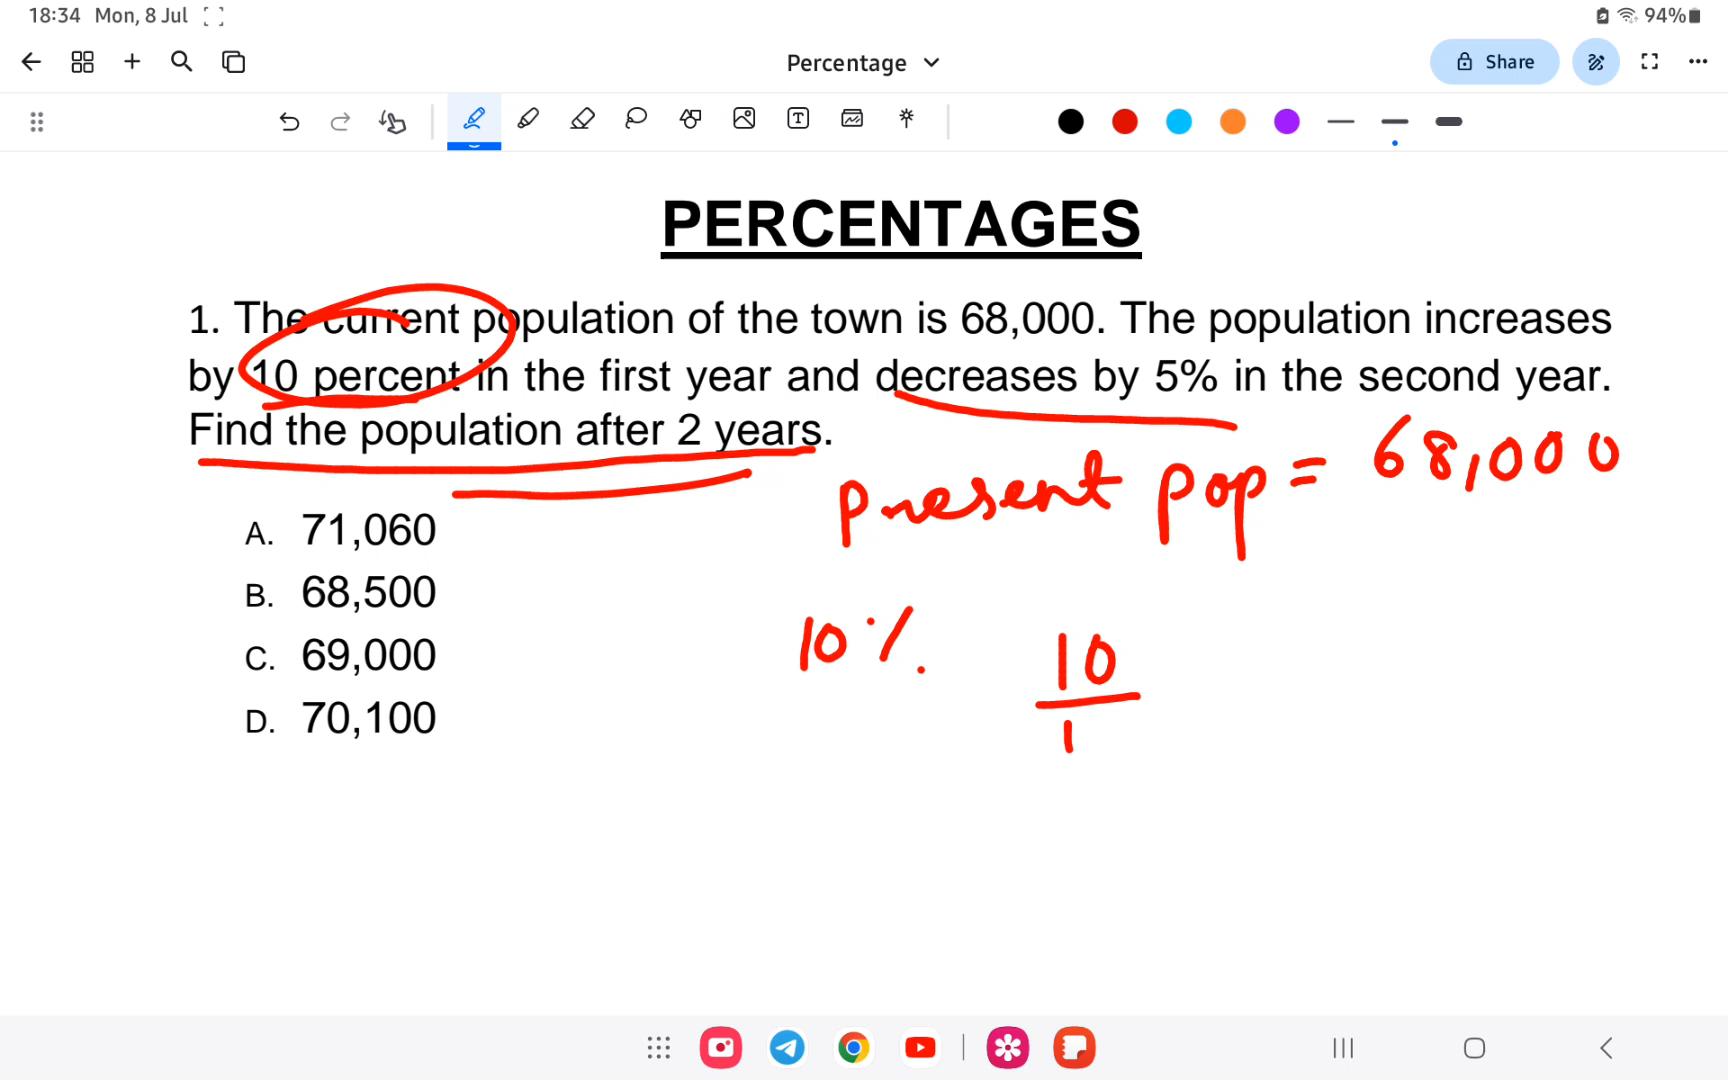 18:34 Mon, 8 Jul 94%
Percentage
Share
PERCENTAGES
1. The current population of the town is 68,000. The population increases
by 10 percent in the first year and decreases by 5% in the second year.
Find the population after 2 years.
Present pop = 68,000
A. 71,060
B. 68,500
C. 69,000
D. 70,100
10%
10
1